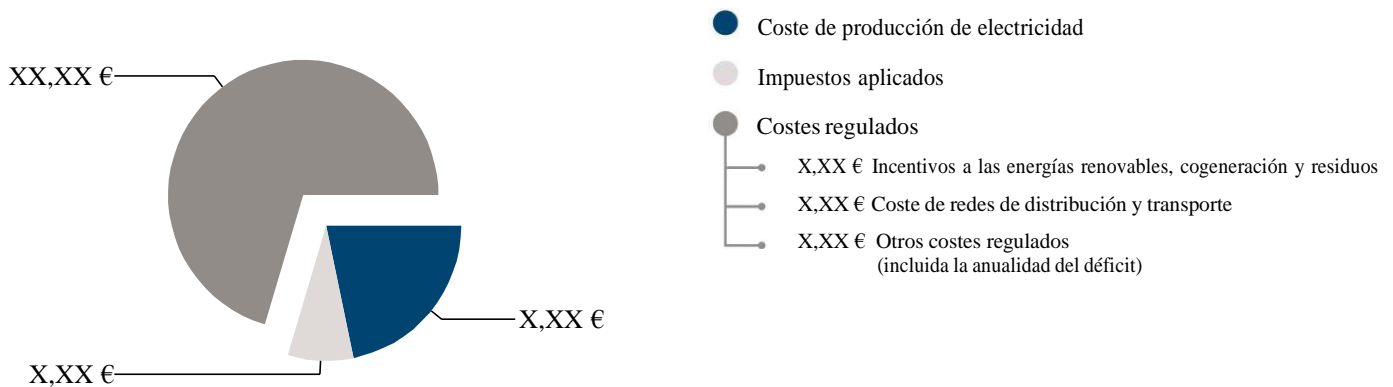 XX,XX €
X,XX €
X,XX €
Coste de producción de electricidad
Impuestos aplicados
Costes regulados
X,XX € Incentivos a las energías renovables, cogeneración y residuos
X,XX € Coste de redes de distribución y transporte
X,XX € Otros costes regulados
(incluida la anualidad del déficit)